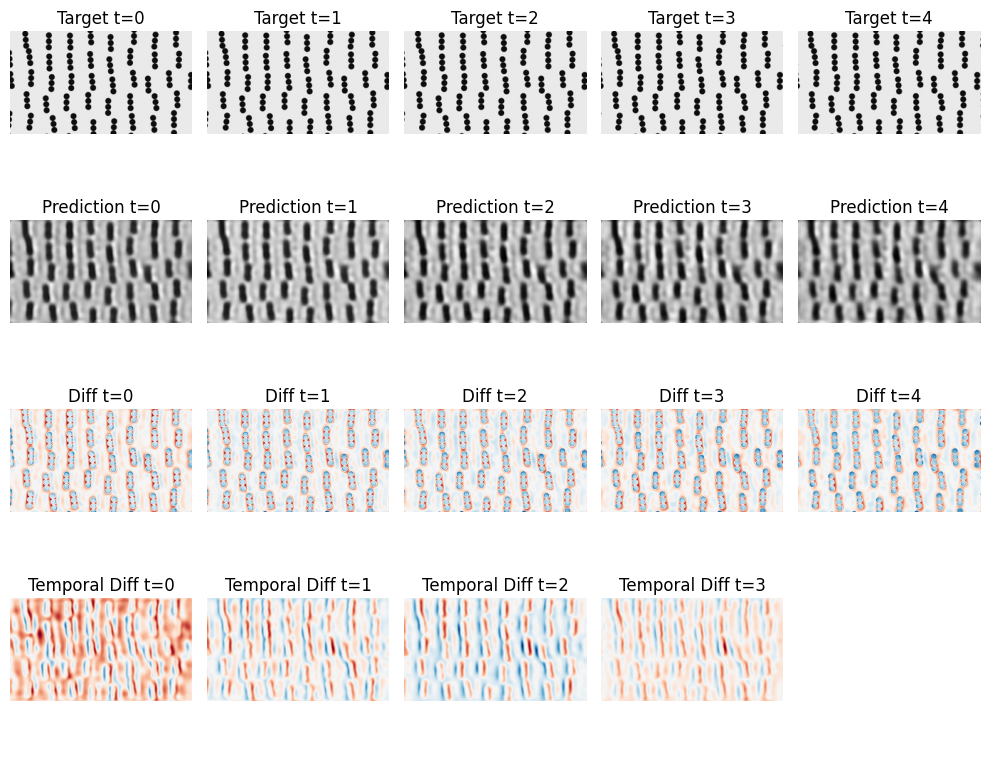 Target t=0 Target t=1 Target t=2 Target t=3 Target t=4
Prediction t=0 Prediction t=1 Prediction t=2 Prediction t=3 Prediction t=4
Diff t=0 Diff t=1 Diff t=2 Diff t=3 Diff t=4
Temporal Diff t=0 Temporal Diff t=1 Temporal Diff t=2 Temporal Diff t=3